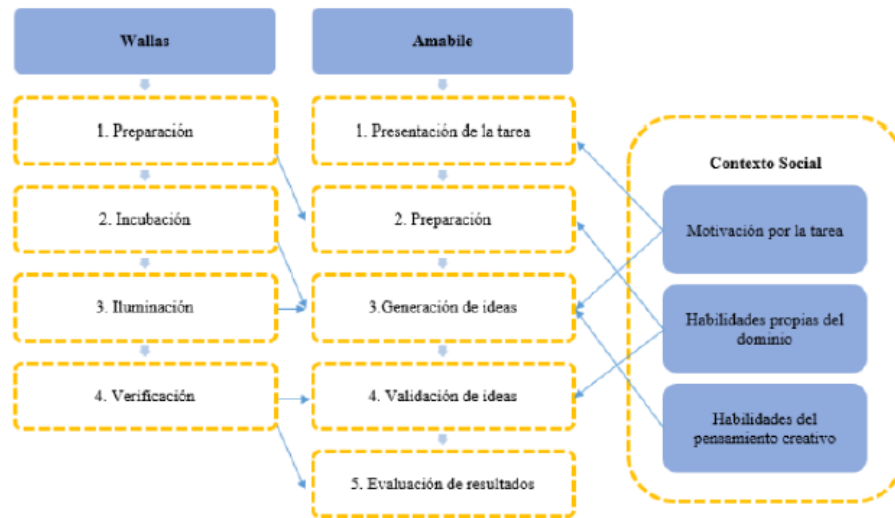 Wallas
1. Preparación
2. Incubación
3. Iluminación
4. Verificación
Amabile
1. Presentación de la tarea
2. Preparación
3.Generación de ideas
4. Validación de ideas
5. Evaluación de resultados
Contexto Social
Motivación por la tarea
Habilidades propias del
dominio
Habilidades del
pensamiento creativo